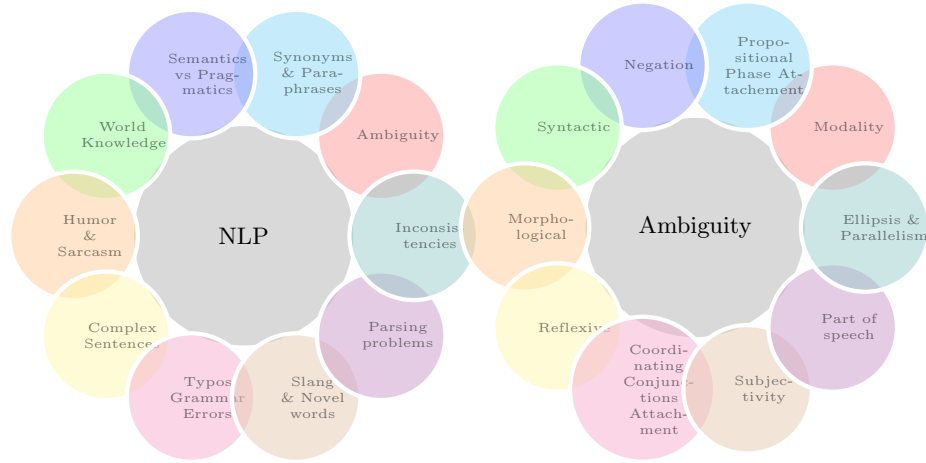 Semantics
vs Prag-
matics
Synonyms
& Para-
phrases
Ambiguity
Inconsis-
tencies
Parsing
problems
Slang
& Novel
words
Typos
Grammar
Errors
Complex
Sentences
Humor
&
Sarcasm
World
Knowledge
NLP
Negation
Propo-
sitional
Phase At-
tachement
Modality
Ellipsis &
Parallelism
Part of
speech
Subjec-
tivity
Coordi-
nating
Conjunc-
tions
Attach-
ment
Reflexive
Morpho-
logical
Syntactic
Ambiguity